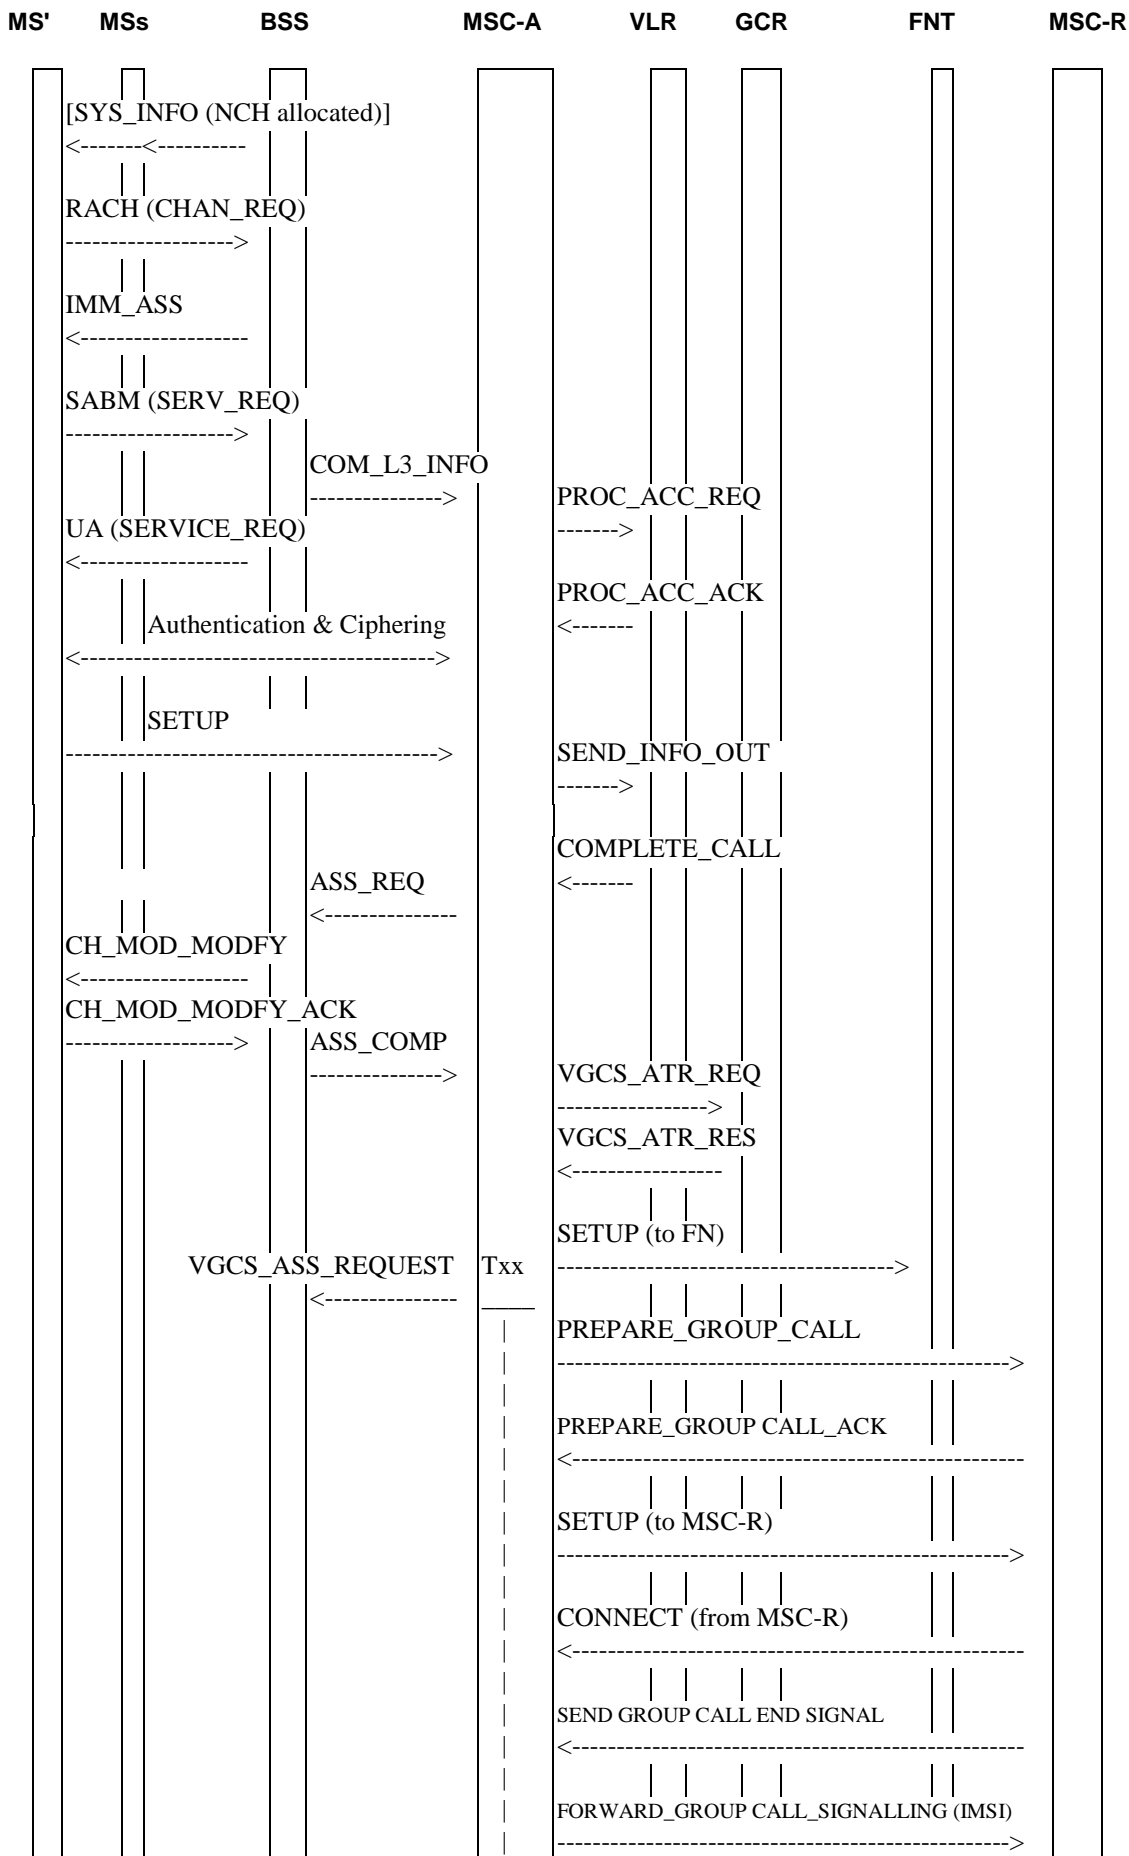 MS' MSs BSS MSC-A VLR GCR FNT MSC-R
[SYS_INFO (NCH allocated)]
<-------<----------
RACH (CHAN_REQ)
------------------->
IMM_ASS
<-------------------
SABM (SERV_REQ)
------------------->
COM_L3_INFO
---------------> PROC_ACC_REQ
UA (SERVICE_REQ) ------->
<-------------------
PROC_ACC_ACK
Authentication & Ciphering <-------
<---------------------------------------->
SETUP
------------------------------------------> SEND_INFO_OUT
------->
COMPLETE_CALL
ASS_REQ <-------
<---------------
CH_MOD_MODFY
<-------------------
CH_MOD_MODFY_ACK
-------------------> ASS_COMP
---------------> VGCS_ATR_REQ
----------------->
VGCS_ATR_RES
<-----------------
SETUP (to FN)
VGCS_ASS_REQUEST Txx -------------------------------------->
<--------------- ____
| PREPARE_GROUP_CALL
| --------------------------------------------------->
|
| PREPARE_GROUP CALL_ACK
| <---------------------------------------------------
|
| SETUP (to MSC-R)
| --------------------------------------------------->
|
| CONNECT (from MSC-R)
| <---------------------------------------------------
|
| SEND GROUP CALL END SIGNAL
| <---------------------------------------------------
|
| FORWARD_GROUP CALL_SIGNALLING (IMSI)
| --------------------------------------------------->